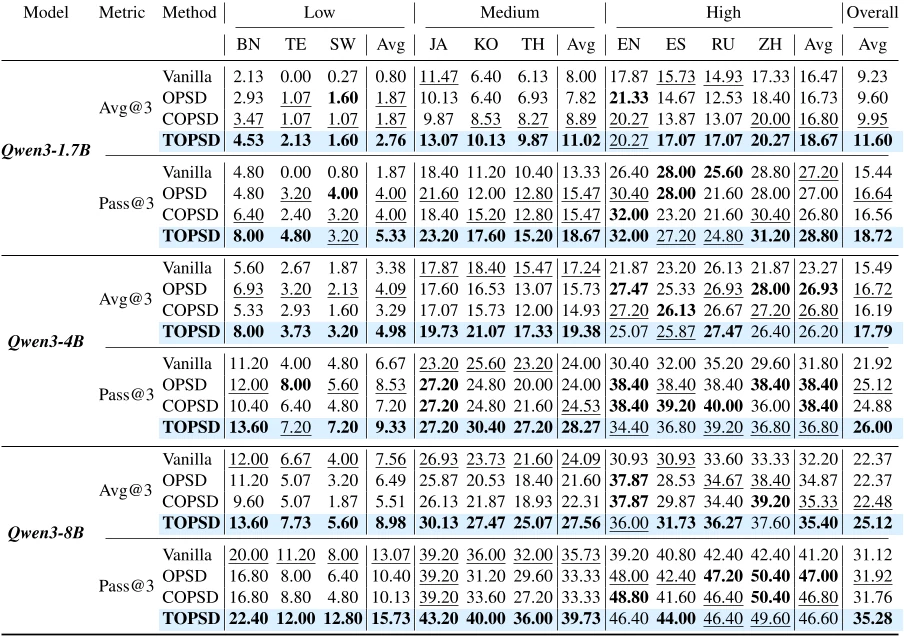 Model Metric Method Low Medium High Overall
BN TE SW Avg JA KO TH Avg EN ES RU ZH Avg Avg
Vanilla 2.13 0.00 0.27 0.80 11.47 6.40 6.13 8.00 17.87 15.73 14.93 17.33 16.47 9.23
Avg@3
OPSD 2.93 1.07 1.60 1.87 10.13 6.40 6.93 7.82 21.33 14.67 12.53 18.40 16.73 9.60
COPSD 3.47 1.07 1.07 1.87 9.87 8.53 8.27 8.89 20.27 13.87 13.07 20.00 16.80 9.95
TOPSD 4.53 2.13 1.60 2.76 13.07 10.13 9.87 11.02 20.27 17.07 17.07 20.27 18.67 11.60
Qwen3-1.7B
Vanilla 4.80 0.00 0.80 1.87 18.40 11.20 10.40 13.33 26.40 28.00 25.60 28.80 27.20 15.44
Pass@3
OPSD 4.80 3.20 4.00 4.00 21.60 12.00 12.80 15.47 30.40 28.00 21.60 28.00 27.00 16.64
COPSD 6.40 2.40 3.20 4.00 18.40 15.20 12.80 15.47 32.00 23.20 21.60 30.40 26.80 16.56
TOPSD 8.00 4.80 3.20 5.33 23.20 17.60 15.20 18.67 32.00 27.20 24.80 31.20 28.80 18.72
Vanilla 5.60 2.67 1.87 3.38 17.87 18.40 15.47 17.24 21.87 23.20 26.13 21.87 23.27 15.49
Avg@3
OPSD 6.93 3.20 2.13 4.09 17.60 16.53 13.07 15.73 27.47 25.33 26.93 28.00 26.93 16.72
COPSD 5.33 2.93 1.60 3.29 17.07 15.73 12.00 14.93 27.20 26.13 26.67 27.20 26.80 16.19
TOPSD 8.00 3.73 3.20 4.98 19.73 21.07 17.33 19.38 25.07 25.87 27.47 26.40 26.20 17.79
Qwen3-4B
Vanilla 11.20 4.00 4.80 6.67 23.20 25.60 23.20 24.00 30.40 32.00 35.20 29.60 31.80 21.92
Pass@3
OPSD 12.00 8.00 5.60 8.53 27.20 24.80 20.00 24.00 38.40 38.40 38.40 38.40 38.40 25.12
COPSD 10.40 6.40 4.80 7.20 27.20 24.80 21.60 24.53 38.40 39.20 40.00 36.00 38.40 24.88
TOPSD 13.60 7.20 7.20 9.33 27.20 30.40 27.20 28.27 34.40 36.80 39.20 36.80 36.80 26.00
Vanilla 12.00 6.67 4.00 7.56 26.93 23.73 21.60 24.09 30.93 30.93 33.60 33.33 32.20 22.37
Avg@3
OPSD 11.20 5.07 3.20 6.49 25.87 20.53 18.40 21.60 37.87 28.53 34.67 38.40 34.87 22.37
COPSD 9.60 5.07 1.87 5.51 26.13 21.87 18.93 22.31 37.87 29.87 34.40 39.20 35.33 22.48
TOPSD 13.60 7.73 5.60 8.98 30.13 27.47 25.07 27.56 36.00 31.73 36.27 37.60 35.40 25.12
Qwen3-8B
Vanilla 20.00 11.20 8.00 13.07 39.20 36.00 32.00 35.73 39.20 40.80 42.40 42.40 41.20 31.12
Pass@3
OPSD 16.80 8.00 6.40 10.40 39.20 31.20 29.60 33.33 48.00 42.40 47.20 50.40 47.00 31.92
COPSD 16.80 8.80 4.80 10.13 39.20 33.60 27.20 33.33 48.80 41.60 46.40 50.40 46.80 31.76
TOPSD 22.40 12.00 12.80 15.73 43.20 40.00 36.00 39.73 46.40 44.00 46.40 49.60 46.60 35.28